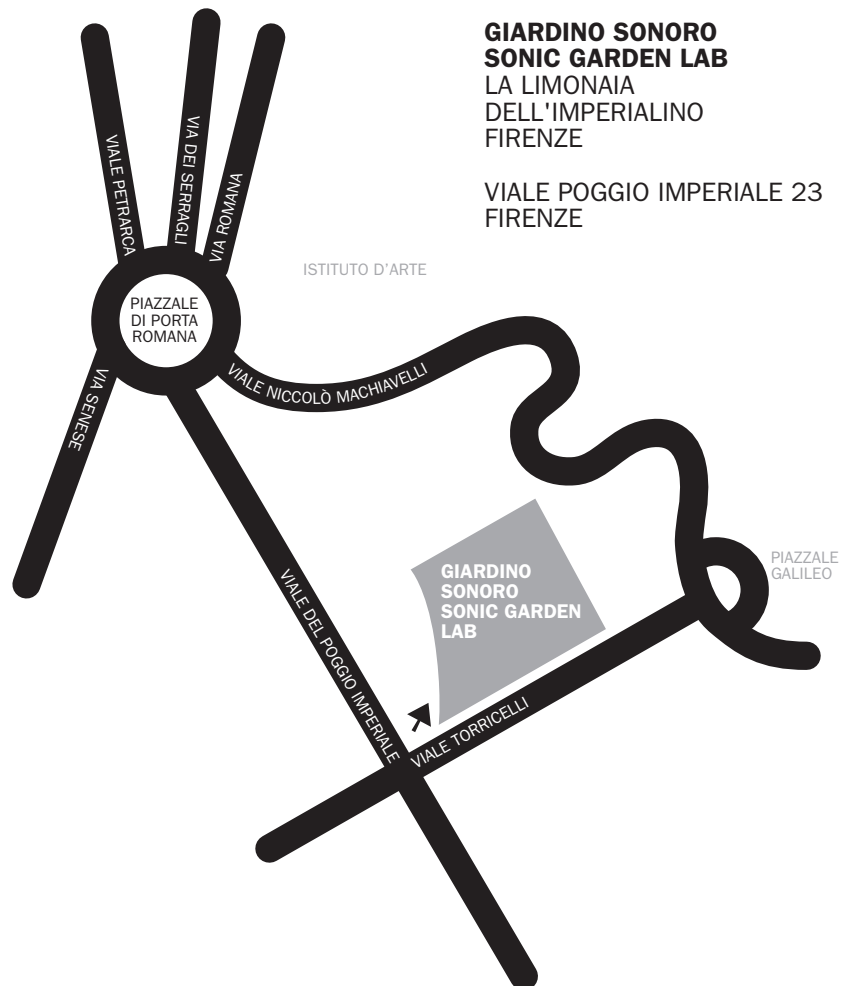 GIARDINO SONORO
SONIC GARDEN LAB
LA LIMONAIA
DELL'IMPERIALINO
FIRENZE
VIALE POGGIO IMPERIALE 23
FIRENZE
VIALE PETRARCA
VIA DEI SERRAGLI
VIA ROMANA
ISTITUTO D'ARTE
PIAZZALE
DI PORTA
ROMANA
VIA SENESE
VIALE NICCOLÒ MACHIAVELLI
PIAZZALE
GALILEO
GIARDINO
SONORO
SONIC GARDEN
LAB
VIALE DEL POGGIO IMPERIALE
VIALE TORRICELLI